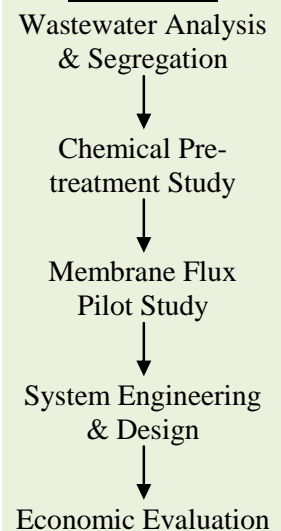 Wastewater Analysis
& Segregation
Chemical Pre-
treatment Study
Membrane Flux
Pilot Study
System Engineering
& Design
Economic Evaluation